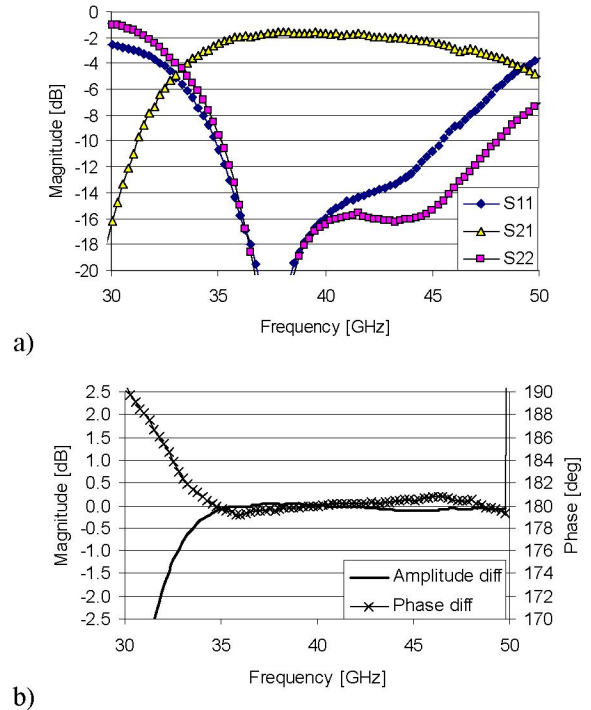 0
-2
-4
-6
-8
-10
-12
-14
-16
-18
-20
Magnitude [dB]
S11
S21
S22
30 35 40 45 50
Frequency [GHz]
a)
2.5 190
2.0 188
1.5 186
1.0 184
0.5 182
0.0 180
-0.5 178
-1.0 176
-1.5 174
-2.0 172
-2.5 170
Magnitude [dB]
Phase [deg]
Amplitude diff
Phase diff
30 35 40 45 50
Frequency [GHz]
b)